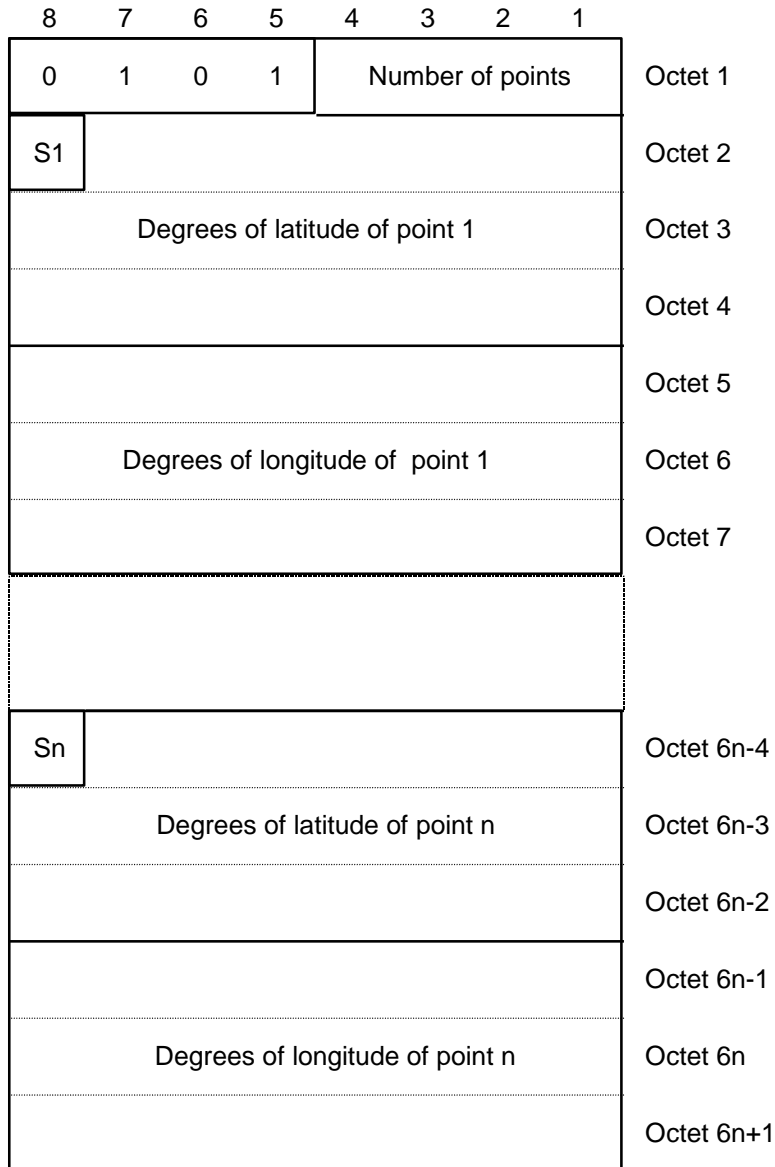 8 7 6 5 4 3 2 1
0 1 0 1 Number of points Octet 1
S1 Octet 2
Degrees of latitude of point 1 Octet 3
Octet 4
Octet 5
Degrees of longitude of point 1 Octet 6
Octet 7
Sn Octet 6n-4
Degrees of latitude of point n Octet 6n-3
Octet 6n-2
Octet 6n-1
Degrees of longitude of point n Octet 6n
Octet 6n+1